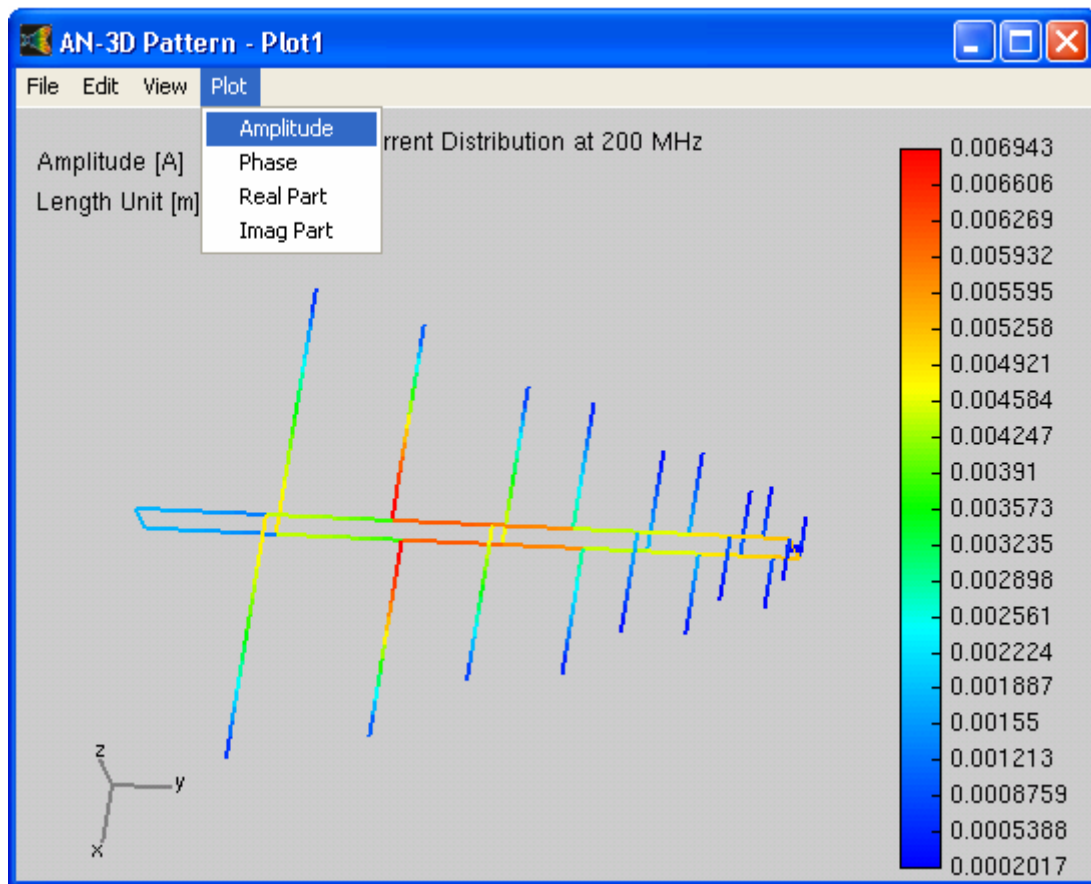 AN-3D Pattern - Plot1
File Edit View Plot
Amplitude
Phase
Real Part
Imag Part
rrent Distribution at 200 MHz
Amplitude [A]
Length Unit [m]
0.006943
0.006606
0.006269
0.005932
0.005595
0.005258
0.004921
0.004584
0.004247
0.00391
0.003573
0.003235
0.002898
0.002561
0.002224
0.001887
0.00155
0.001213
0.0008759
0.0005388
0.0002017
z
y
x